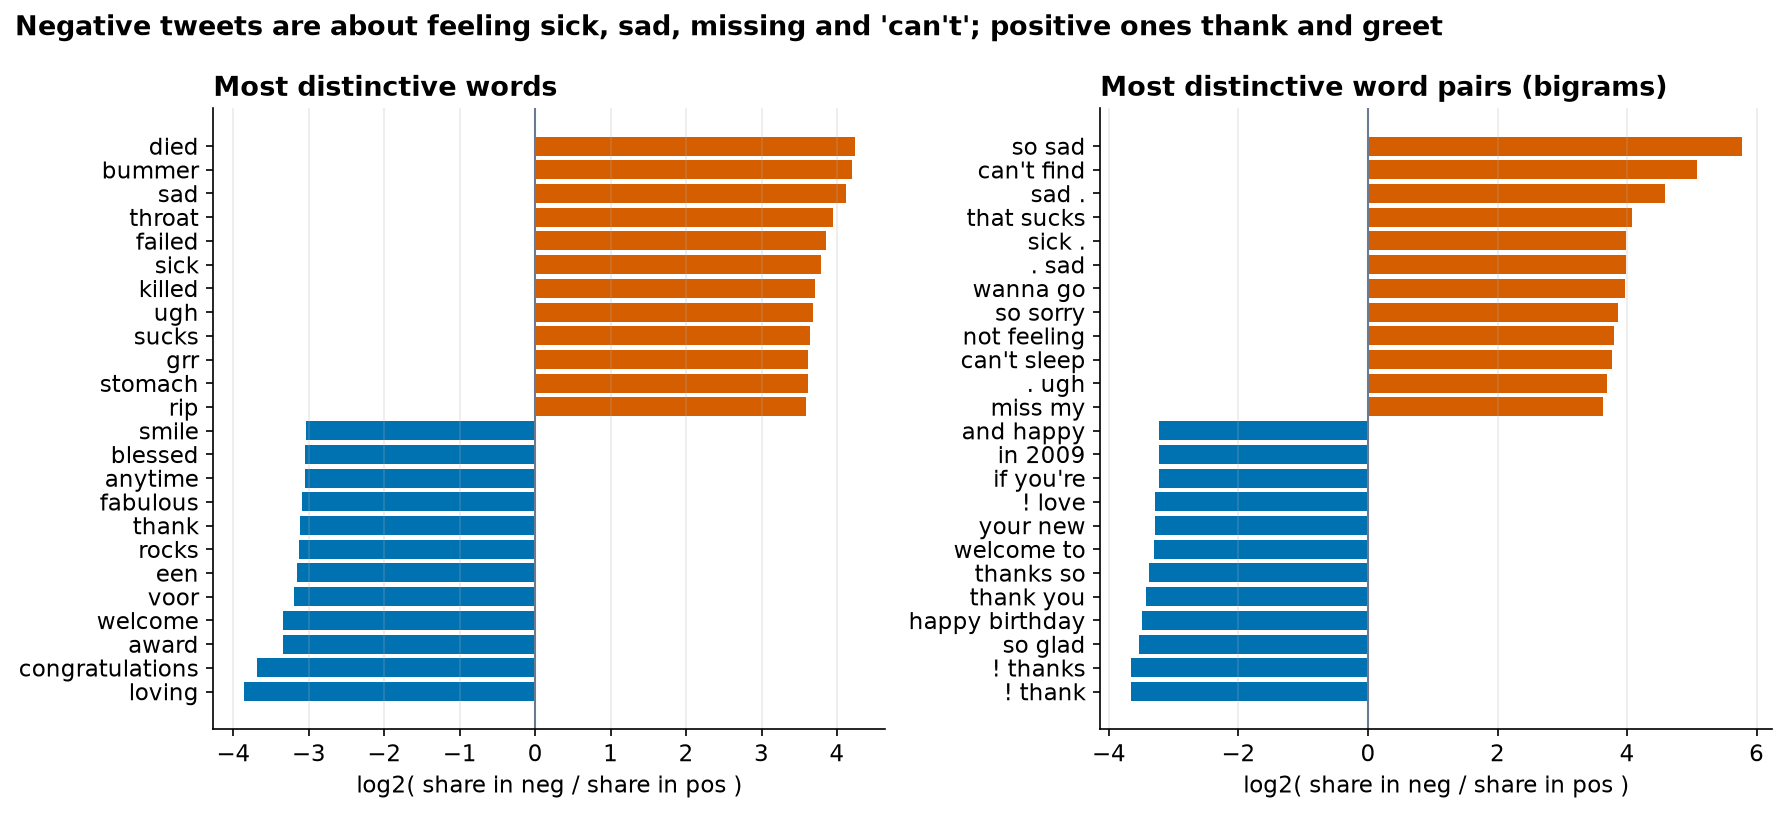 Negative tweets are about feeling sick, sad, missing and 'can't'; positive ones thank and greet
Most distinctive words
died
bummer
sad
throat
failed
sick
killed
ugh
sucks
grr
stomach
rip
smile
blessed
anytime
fabulous
thank
rocks
een
voor
welcome
award
congratulations
loving
−4 −3 −2 −1 0 1 2 3 4
log2( share in neg / share in pos )
Most distinctive word pairs (bigrams)
so sad
can't find
sad .
that sucks
sick .
. sad
wanna go
so sorry
not feeling
can't sleep
. ugh
miss my
and happy
in 2009
if you're
! love
your new
welcome to
thanks so
thank you
happy birthday
so glad
! thanks
! thank
−4 −2 0 2 4 6
log2( share in neg / share in pos )